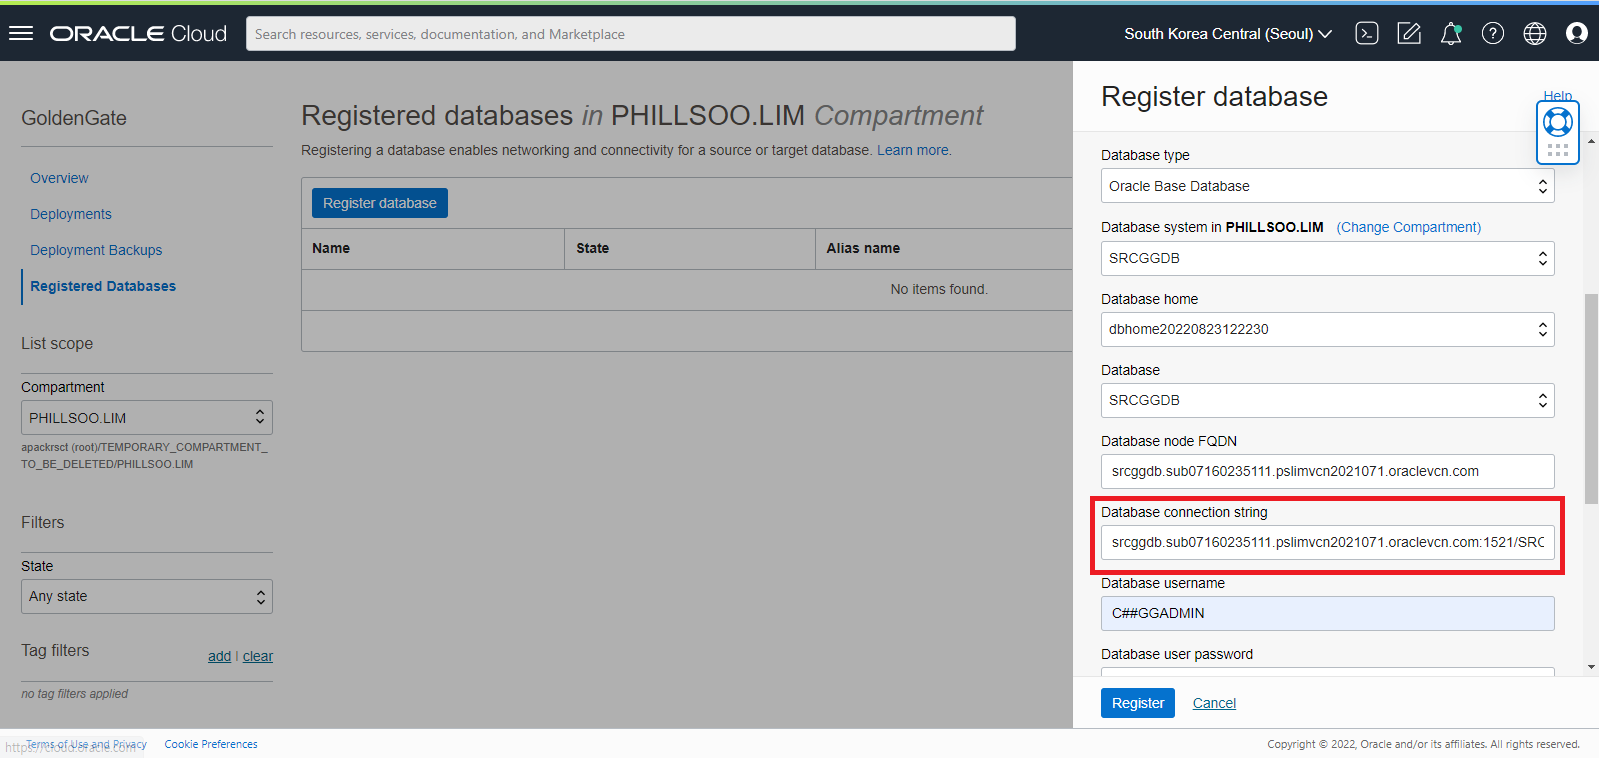 ORACLE Cloud
Search resources, services, documentation, and Marketplace
South Korea Central (Seoul)
GoldenGate
Overview
Deployments
Deployment Backups
Registered Databases
List scope
Compartment
PHILLSOO.LIM
apackrsct (root)/TEMPORARY_COMPARTMENT_
TO_BE_DELETED/PHILLSOO.LIM
Filters
State
Any state
Tag filters
add | clear
no tag filters applied
Registered databases in PHILLSOO.LIM Compartment
Registering a database enables networking and connectivity for a source or target database. Learn more.
Register database
Name State Alias name
No items found.
Register database
Help
Database type
Oracle Base Database
Database system in PHILLSOO.LIM (Change Compartment)
SRCGGDB
Database home
dbhome20220823122230
Database
SRCGGDB
Database node FQDN
srcggdb.sub07160235111.pslimvcn2021071.oraclevcn.com
Database connection string
srcggdb.sub07160235111.pslimvcn2021071.oraclevcn.com:1521/SRC
Database username
C##GGADMIN
Database user password
Register Cancel
https://cloud.oracle.com
Terms of Use and Privacy Cookie Preferences
Copyright © 2022, Oracle and/or its affiliates. All rights reserved.